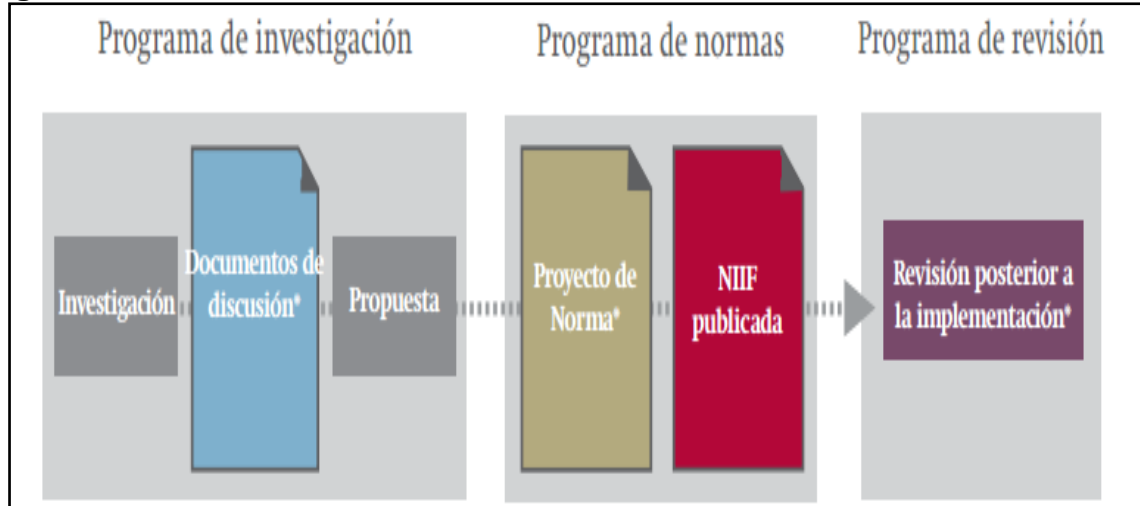 Programa de investigación
Programa de normas
Programa de revisión
Investigación
Documentos de
discusión*
Propuesta
Proyecto de
Norma*
NIIF
publicada
Revisión posterior a
la implementación*